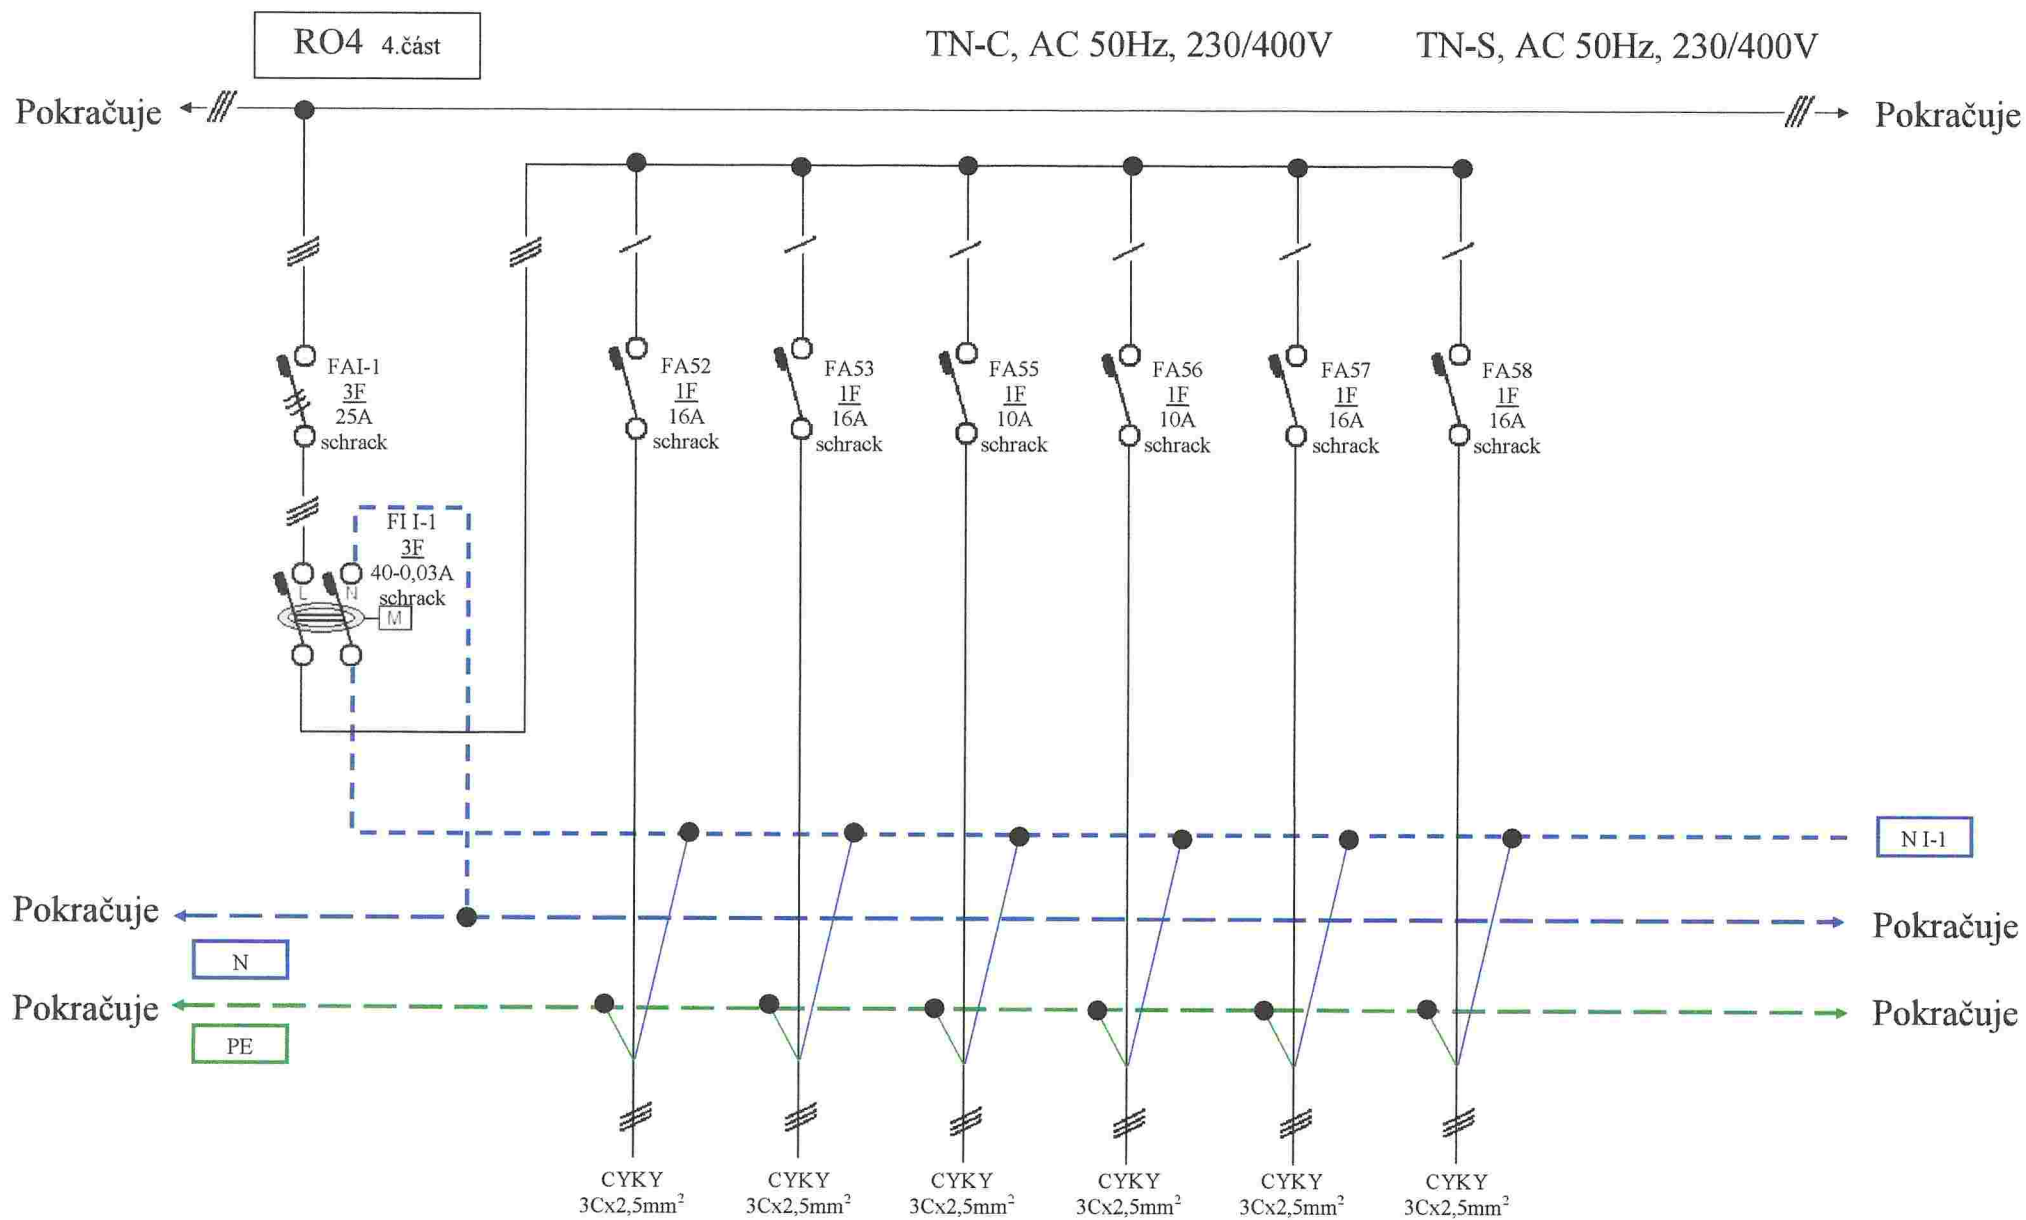 RO4 4.část
TN-C, AC 50Hz, 230/400V
TN-S, AC 50Hz, 230/400V
Pokračuje
Pokračuje
FAI-1
3F
25A
schrack
FA52
1F
16A
schrack
FA53
1F
16A
schrack
FA55
1F
10A
schrack
FA56
1F
10A
schrack
FA57
1F
16A
schrack
FA58
1F
16A
schrack
FI I-1
3F
40-0,03A
schrack
L
N
M
N I-1
Pokračuje
Pokračuje
N
Pokračuje
Pokračuje
PE
CYKY
3Cx2,5mm²
CYKY
3Cx2,5mm²
CYKY
3Cx2,5mm²
CYKY
3Cx2,5mm²
CYKY
3Cx2,5mm²
CYKY
3Cx2,5mm²